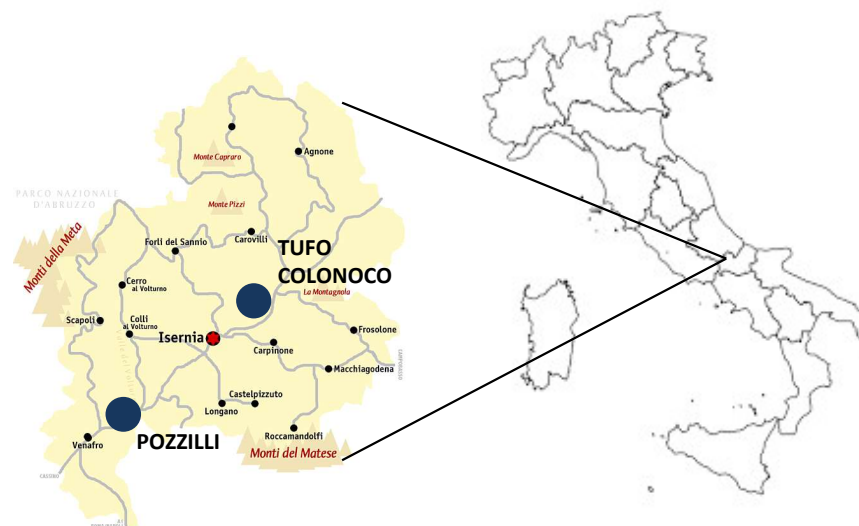 Monte Capraro
Agnone
PARCO NAZIONALE
D'ABRUZZO
Monte Pizzi
Monti della Meta
Forlì del Sannio
Carovilli
TUFO
COLONOCO
Cerro
al Volturno
La Montagnola
Scapoli
Colli
al Volturno
Isernia
Frosolone
Carpinone
Macchiagodena
Castelpizzuto
Longano
Roccamandolfi
POZZILLI
Venafro
Monti del Matese
CASSINO
CAMPOBASSO